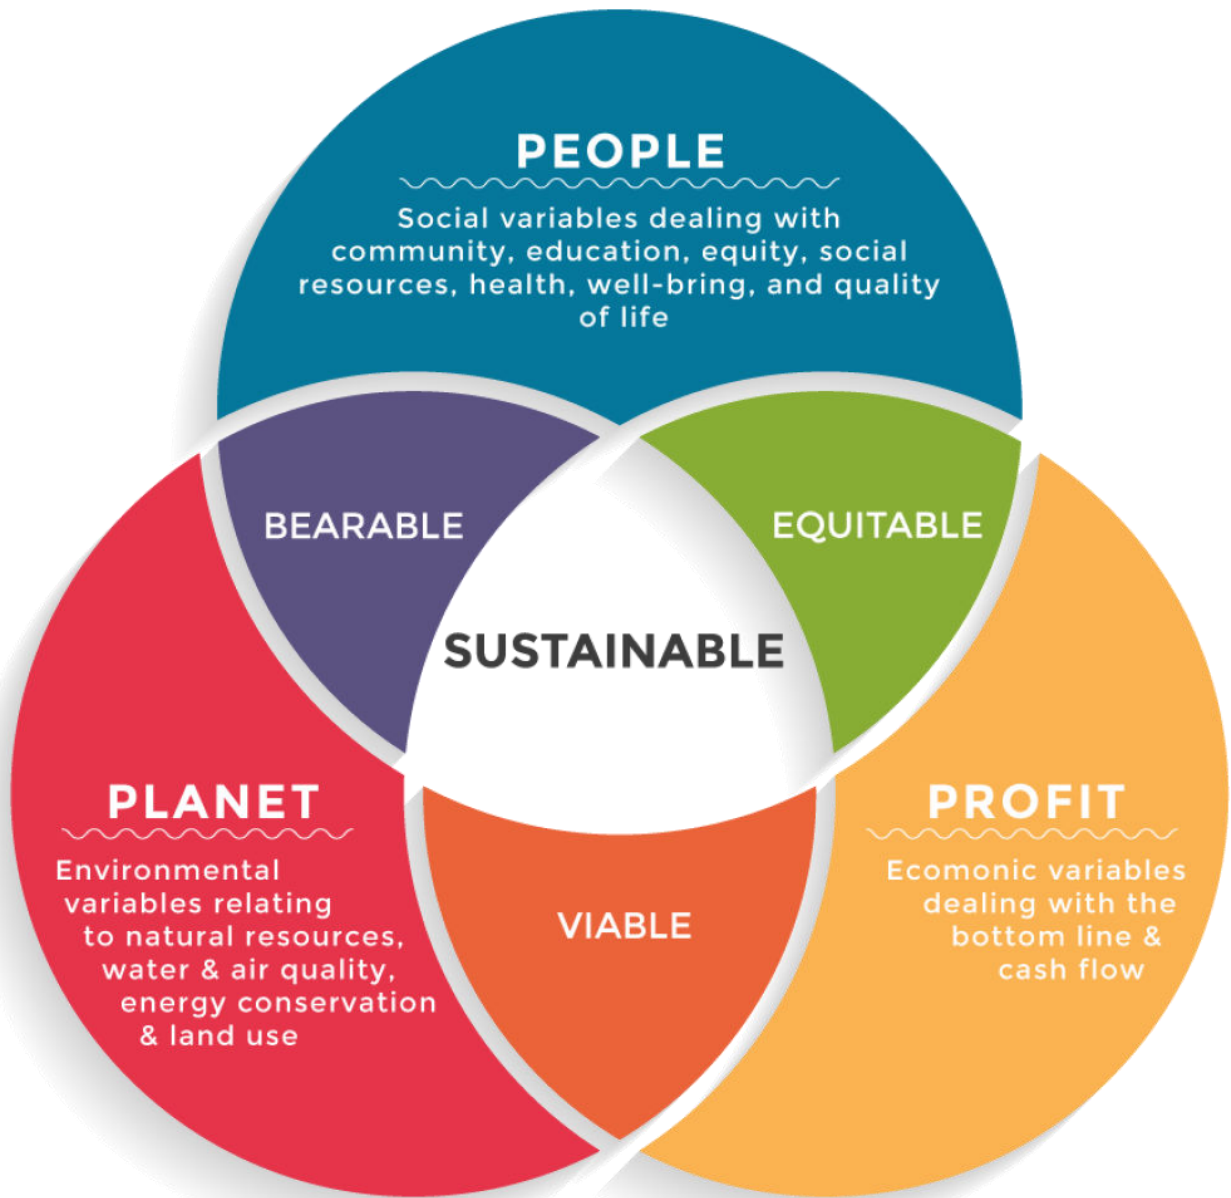 PEOPLE
Social variables dealing with
community, education, equity, social
resources, health, well-bring, and quality
of life
BEARABLE
EQUITABLE
SUSTAINABLE
PLANET
Environmental
variables relating
to natural resources,
water & air quality,
energy conservation
& land use
VIABLE
PROFIT
Ecomonic variables
dealing with the
bottom line &
cash flow